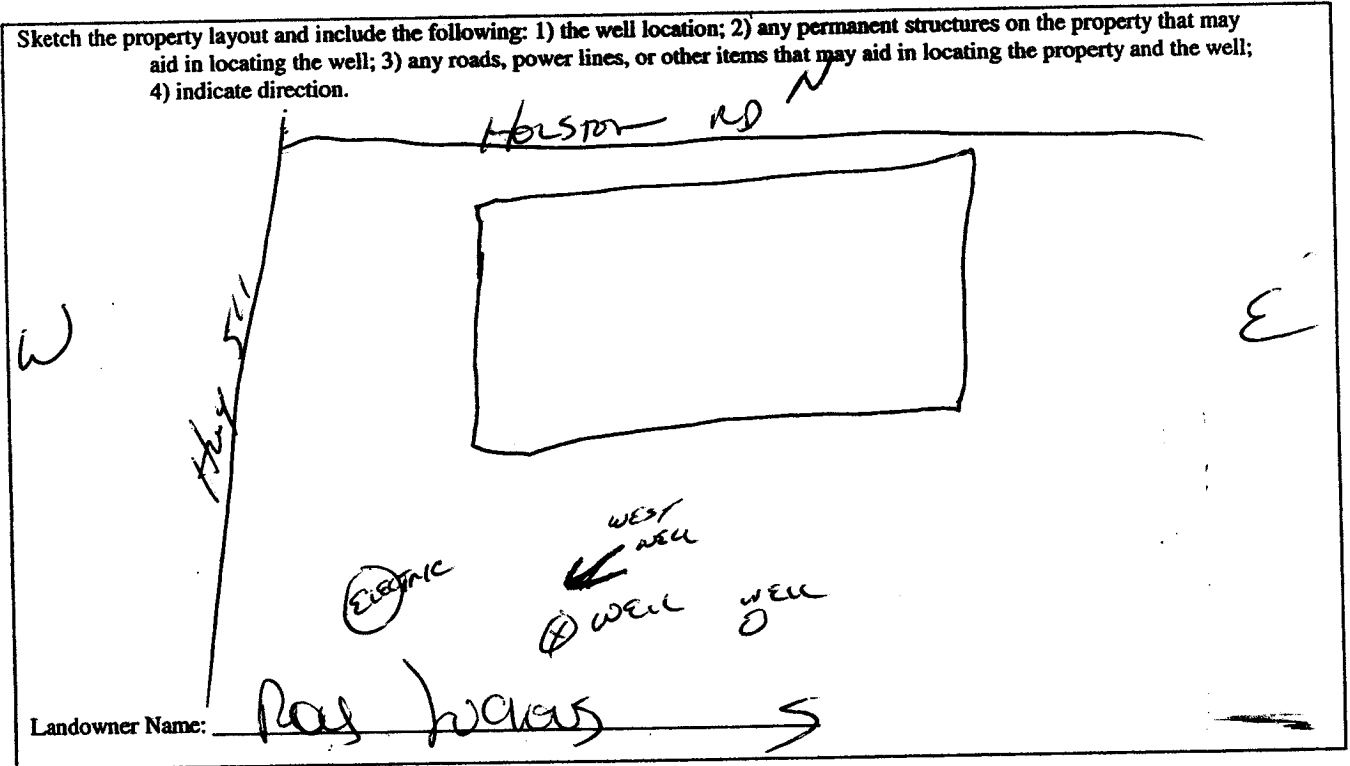 Sketch the property layout and include the following: 1) the well location; 2) any permanent structures on the property that may
aid in locating the well; 3) any roads, power lines, or other items that may aid in locating the property and the well;
4) indicate direction.
N
RD
W
E
Hwy 511
WEST
WELL
ELECTRIC
WELL
WELL
Landowner Name: Ray
S